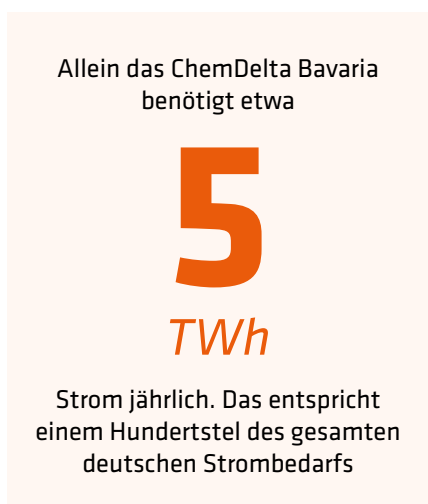 Allein das ChemDelta Bavaria
benötigt etwa
5
TWh
Strom jährlich. Das entspricht
einem Hundertstel des gesamten
deutschen Strombedarfs